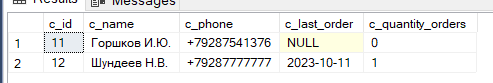 Results Messages
c_id c_name c_phone c_last_order c_quantity_orders
1 11 Горшков И.Ю. +79287541376 NULL 0
2 12 Шундеев Н.В. +79287777777 2023-10-11 1